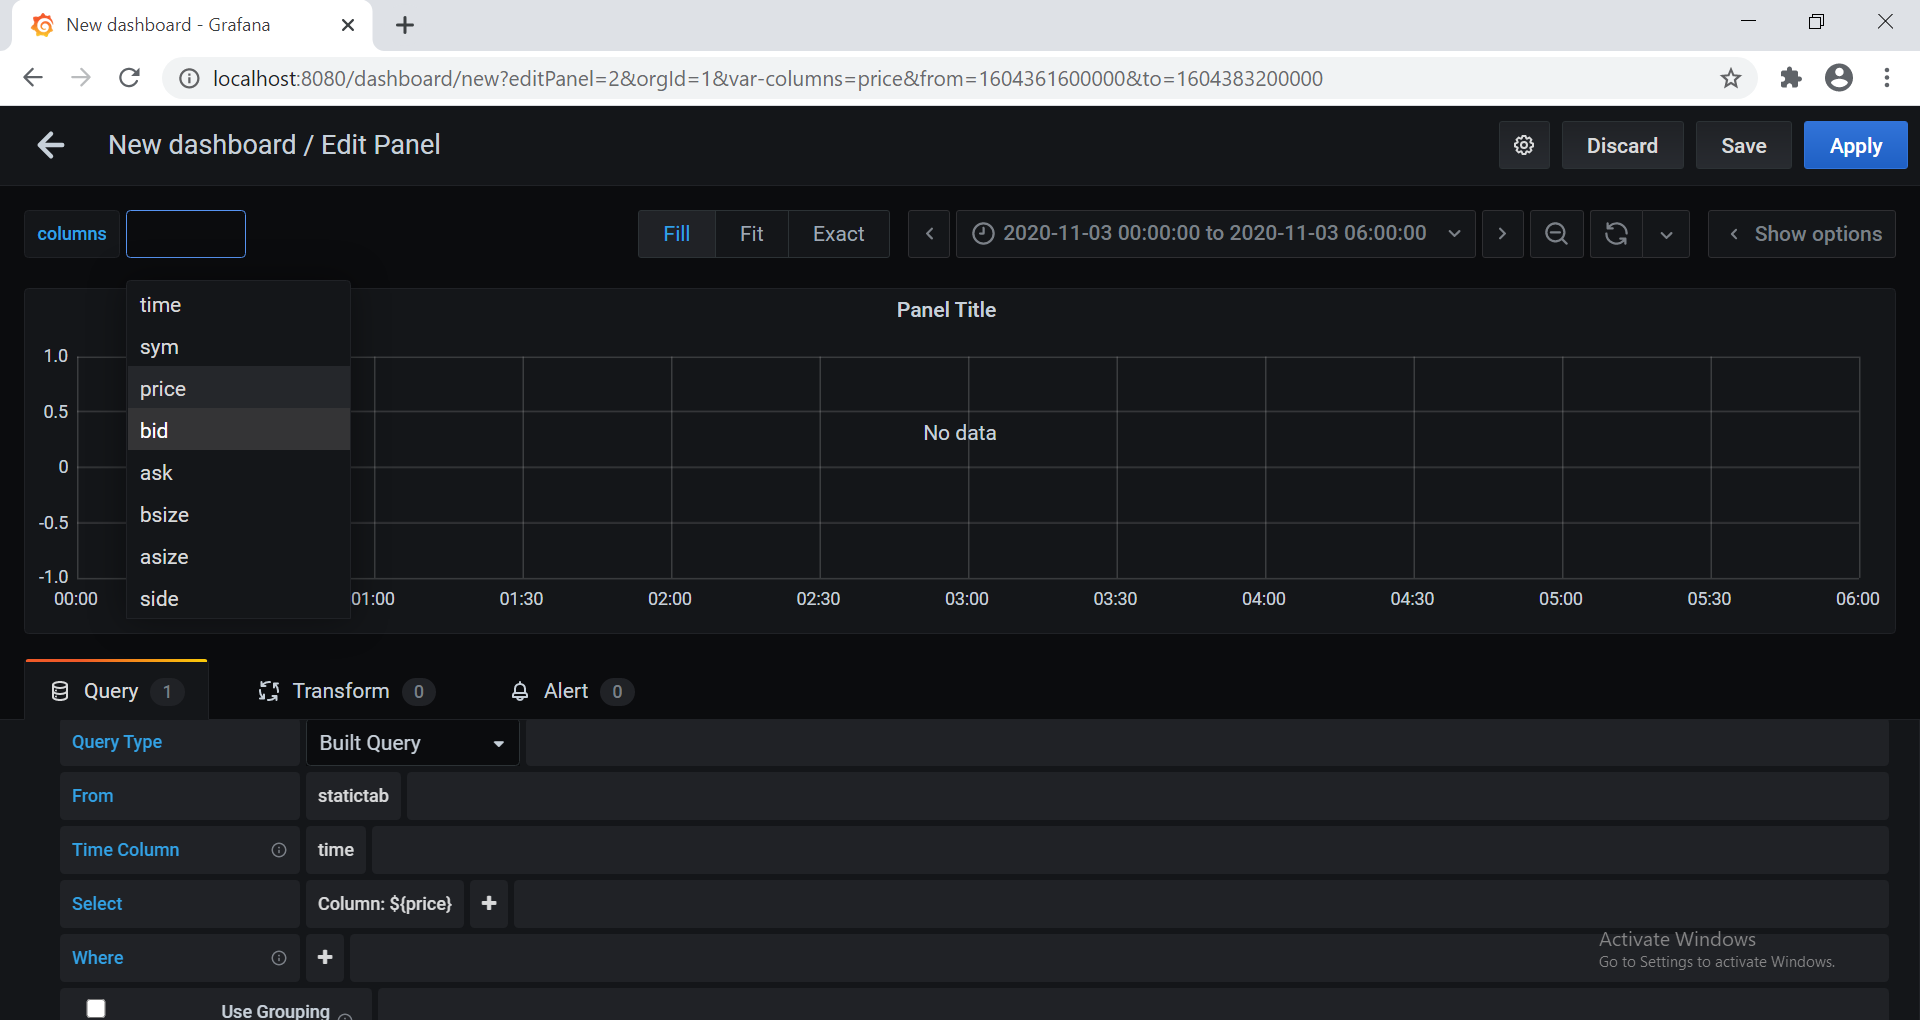 New dashboard - Grafana
localhost:8080/dashboard/new?editPanel=2&orgId=1&var-columns=price&from=1604361600000&to=1604383200000
New dashboard / Edit Panel
Discard
Save
Apply
columns
Fill
Fit
Exact
2020-11-03 00:00:00 to 2020-11-03 06:00:00
Show options
time
sym
price
bid
ask
bsize
asize
side
Panel Title
1.0
0.5
0
-0.5
-1.0
No data
00:00
01:00
01:30
02:00
02:30
03:00
03:30
04:00
04:30
05:00
05:30
06:00
Query 1
Transform 0
Alert 0
Query Type
Built Query
From
statictab
Time Column
time
Select
Column: ${price}
Where
Use Grouping
Activate Windows
Go to Settings to activate Windows.